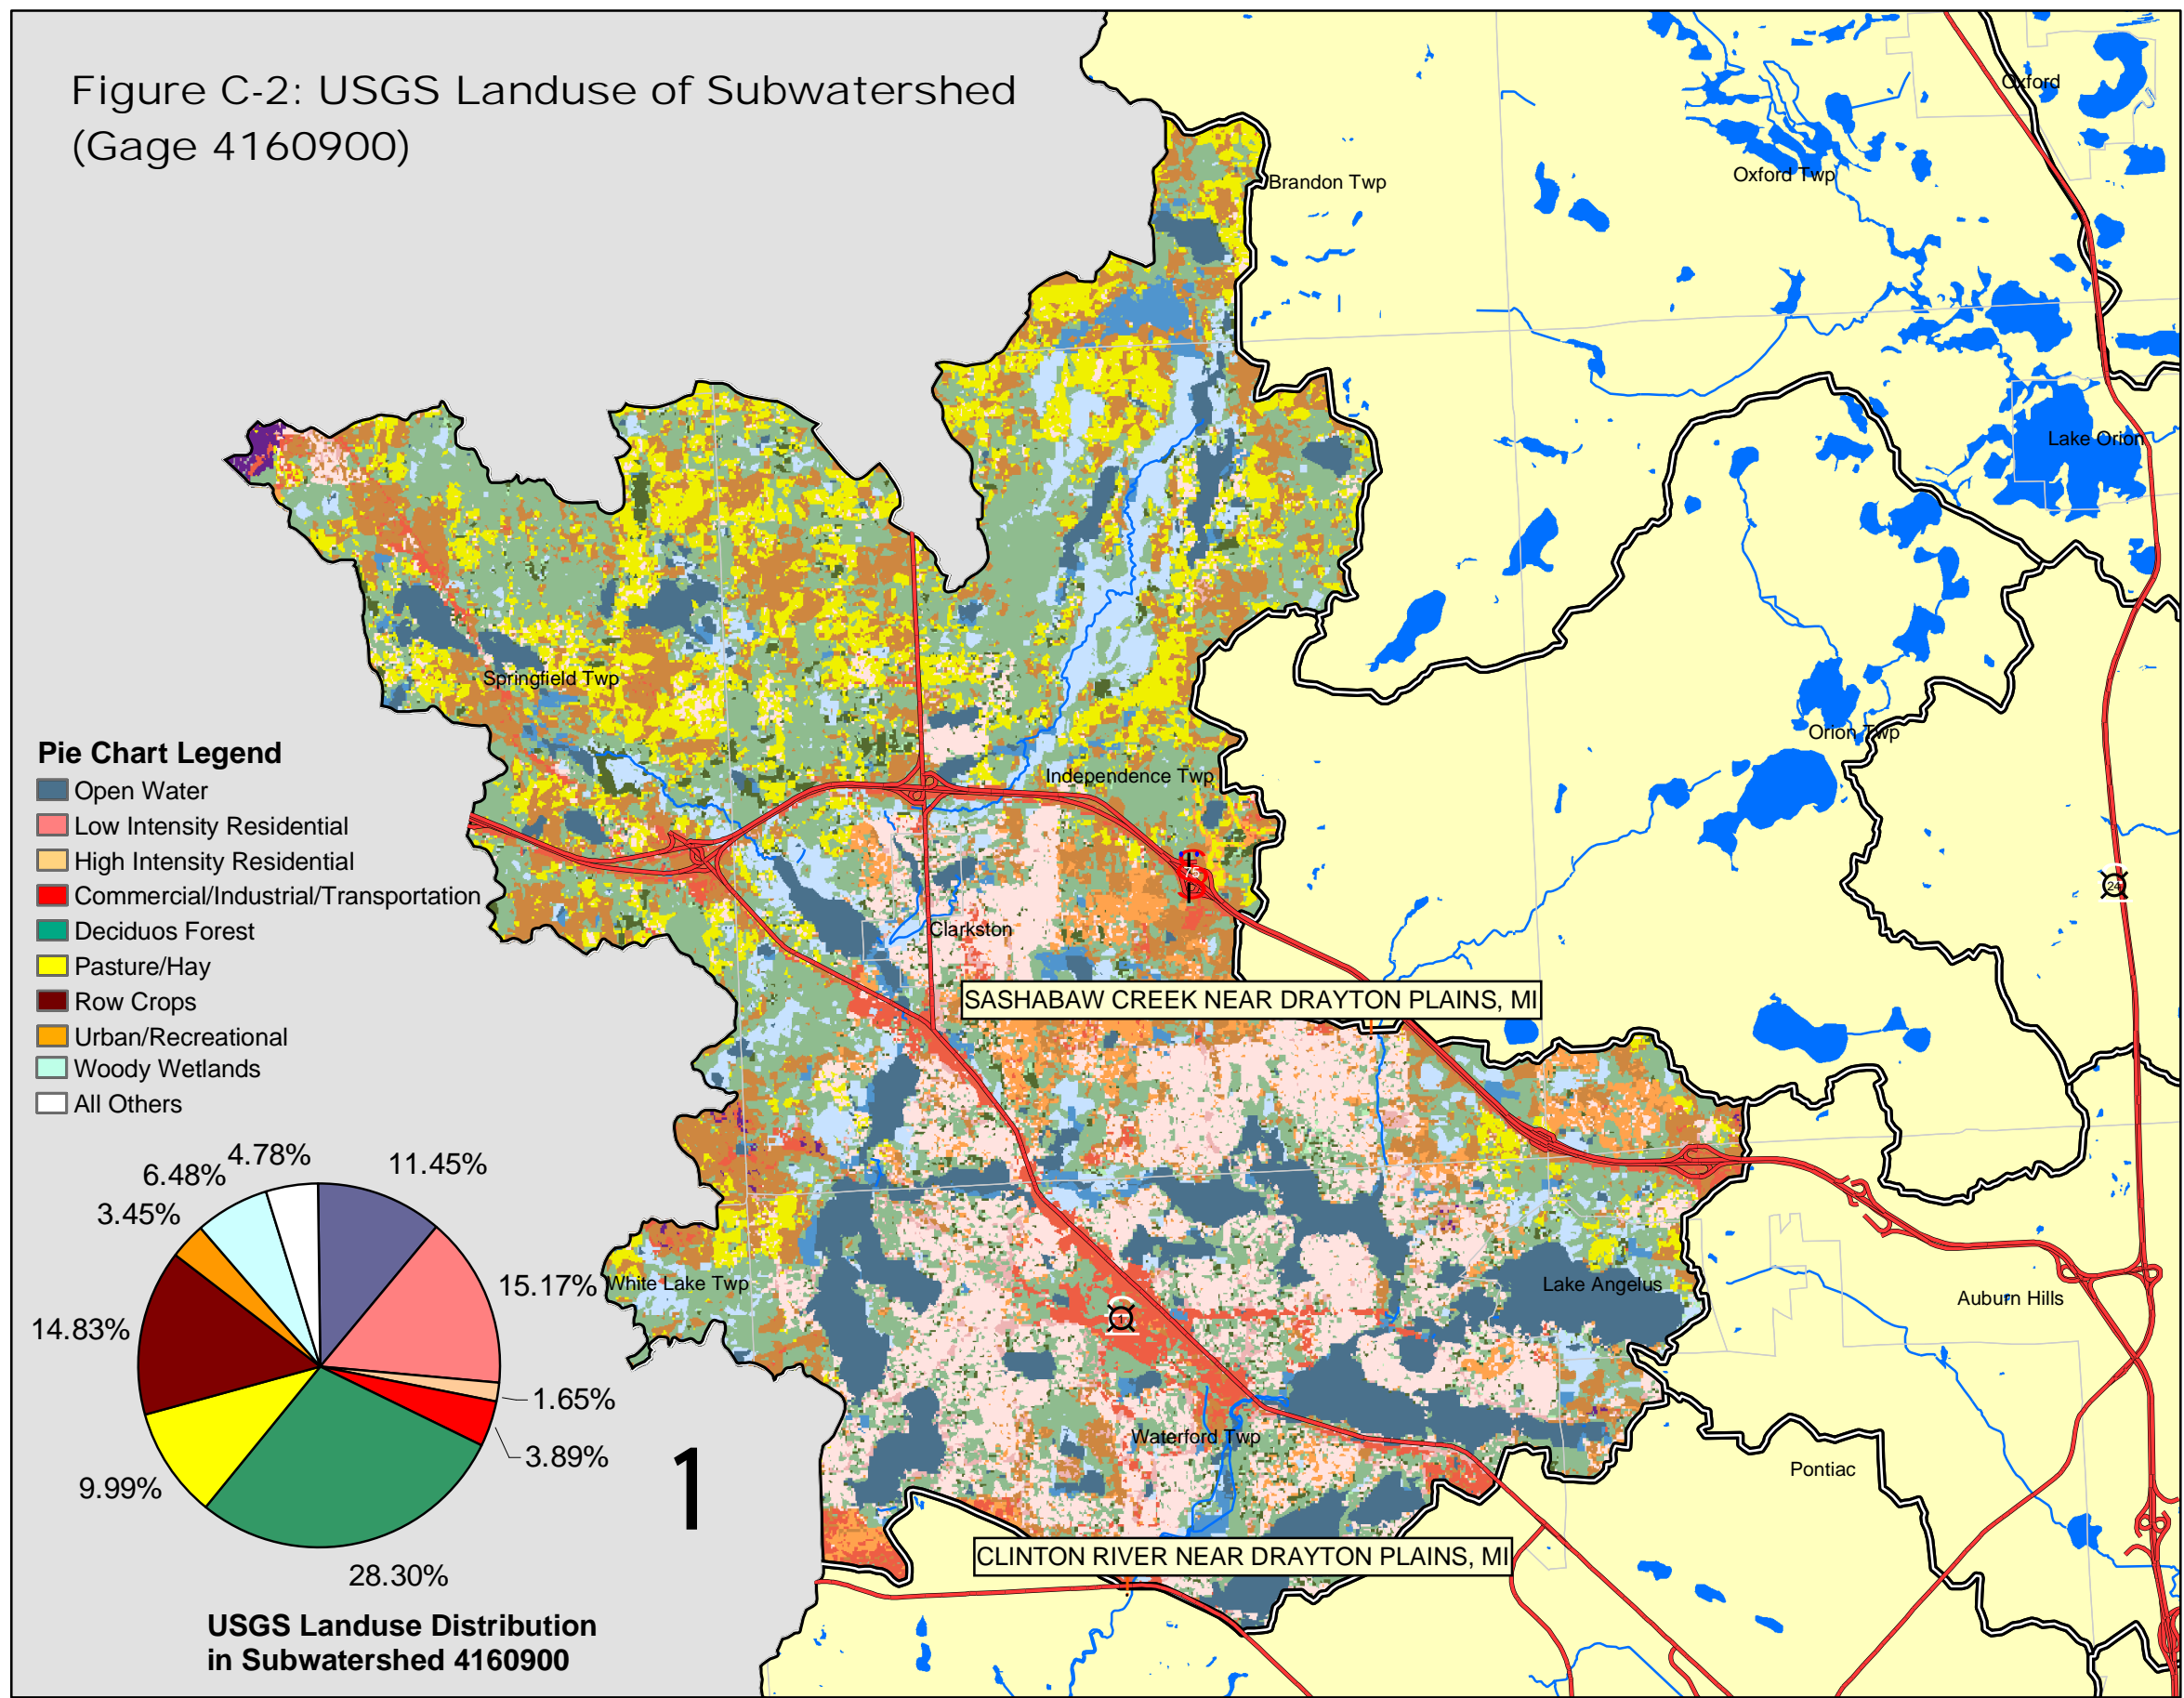 Figure C-2: USGS Landuse of Subwatershed
(Gage 4160900)
Oxford
Brandon Twp
Oxford Twp
Lake Orion
Springfield Twp
Orion Twp
Independence Twp
75
24
Clarkston
SASHABAW CREEK NEAR DRAYTON PLAINS, MI
White Lake Twp
Lake Angelus
Auburn Hills
1
Waterford Twp
Pontiac
CLINTON RIVER NEAR DRAYTON PLAINS, MI
Pie Chart Legend
Open Water
Low Intensity Residential
High Intensity Residential
Commercial/Industrial/Transportation
Deciduos Forest
Pasture/Hay
Row Crops
Urban/Recreational
Woody Wetlands
All Others
4.78%
11.45%
6.48%
3.45%
15.17%
14.83%
1.65%
3.89%
9.99%
28.30%
1
USGS Landuse Distribution
in Subwatershed 4160900